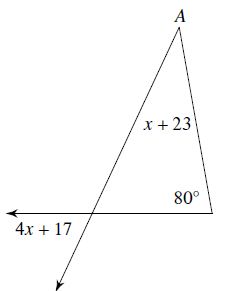 A
x + 23
80°
4x + 17